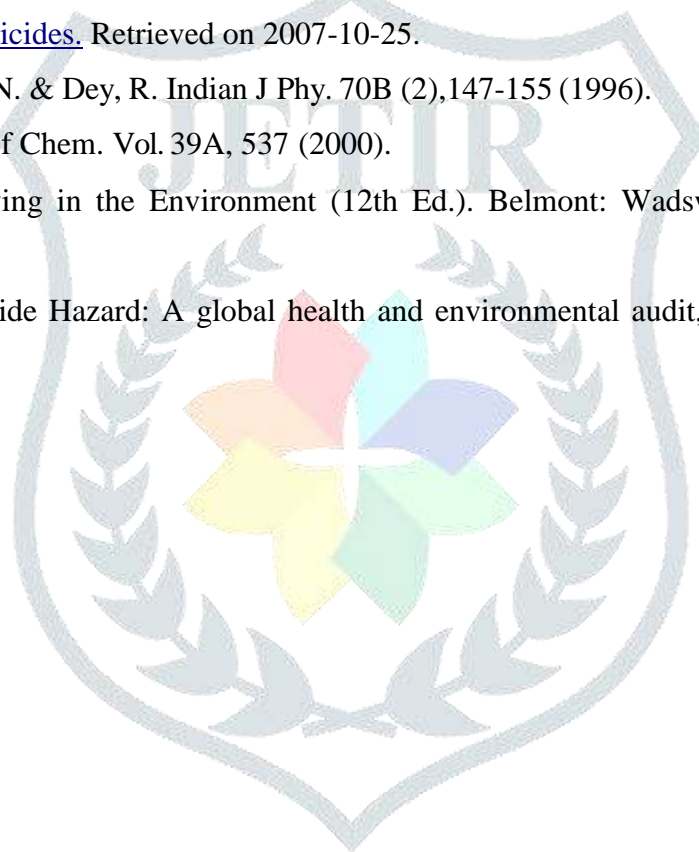 icides. Retrieved on 2007-10-25.
N. & Dey, R. Indian J Phy. 70B (2),147-155 (1996).
f Chem. Vol. 39A, 537 (2000).
ing in the Environment (12th Ed.). Belmont: Wadsw
ide Hazard: A global health and environmental audit,
JETIR